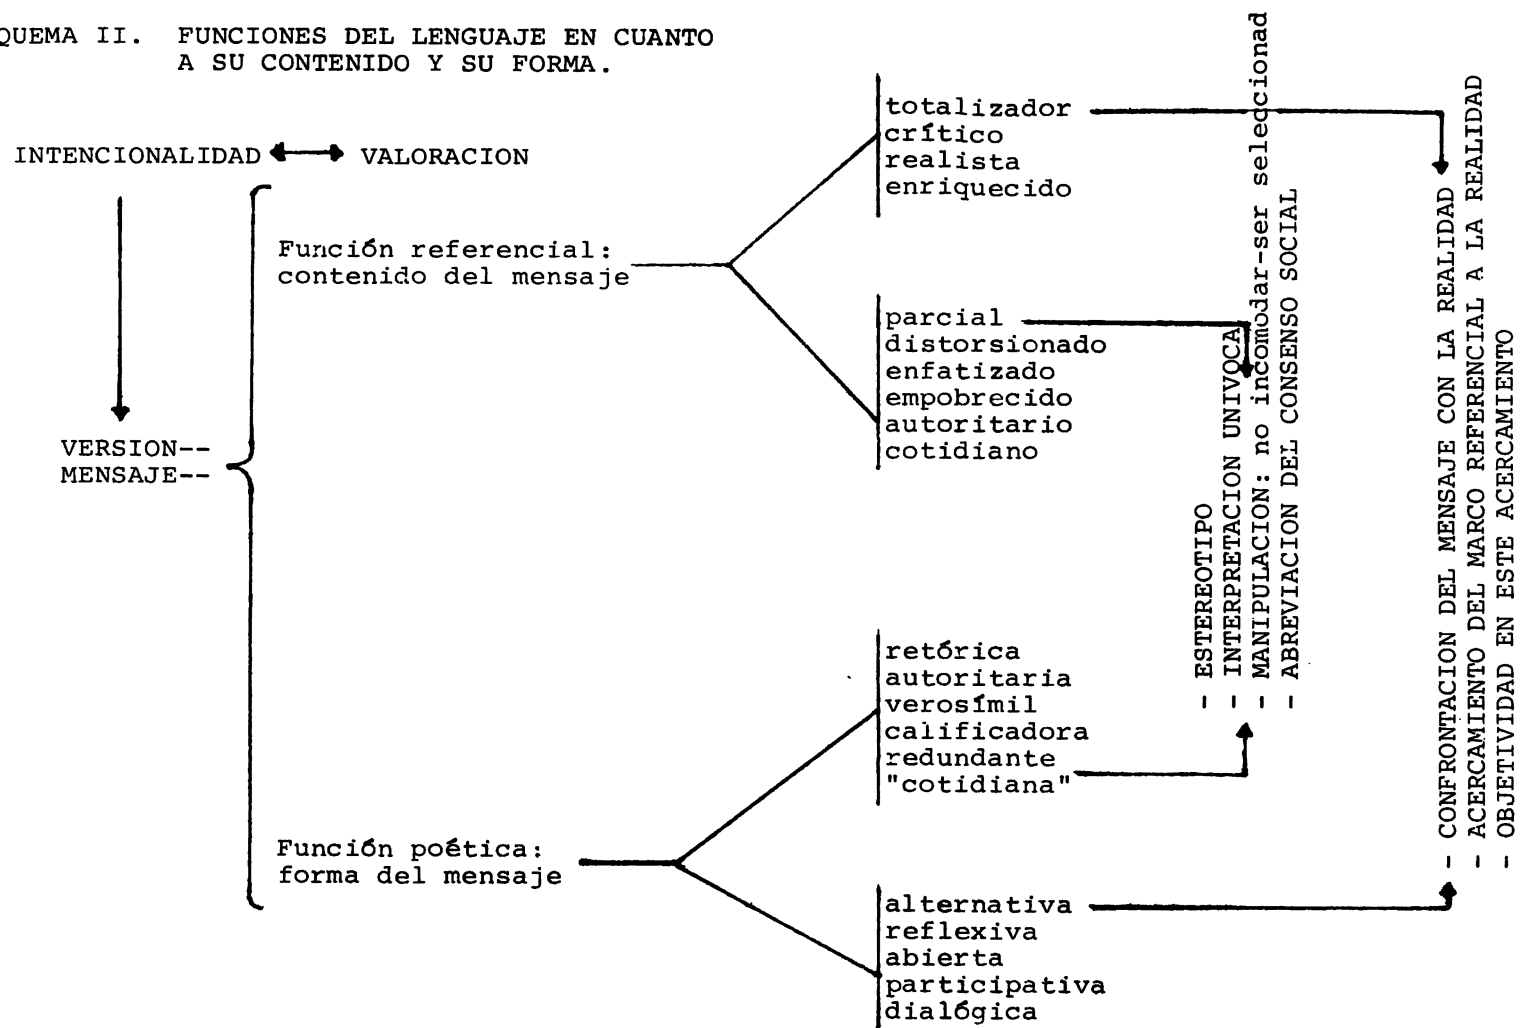 QUEMA II. FUNCIONES DEL LENGUAJE EN CUANTO
A SU CONTENIDO Y SU FORMA.
INTENCIONALIDAD VALORACION
VERSION--
MENSAJE--
Función referencial:
contenido del mensaje
totalizador
crítico
realista
enriquecido
parcial
distorsionado
enfatizado
empobrecido
autoritario
cotidiano
Función poética:
forma del mensaje
retórica
autoritaria
verosímil
calificadora
redundante
"cotidiana"
alternativa
reflexiva
abierta
participativa
dialógica
- ESTEREOTIPO
- INTERPRETACION UNIVOCA
- MANIPULACION: no incomodar-ser seleccionad
- ABREVIACION DEL CONSENSO SOCIAL
- CONFRONTACION DEL MENSAJE CON LA REALIDAD
- ACERCAMIENTO DEL MARCO REFERENCIAL A LA REALIDAD
- OBJETIVIDAD EN ESTE ACERCAMIENTO